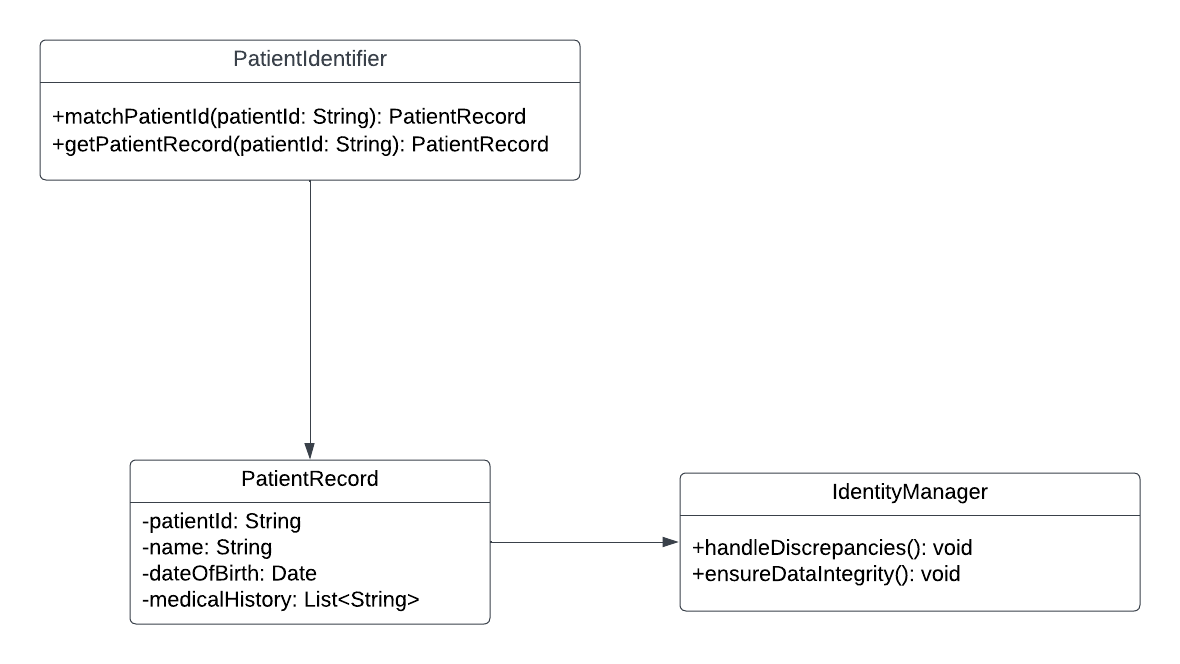 PatientIdentifier
+matchPatientId(patientId: String): PatientRecord
+getPatientRecord(patientId: String): PatientRecord
PatientRecord
-patientId: String
-name: String
-dateOfBirth: Date
-medicalHistory: List<String>
IdentityManager
+handleDiscrepancies(): void
+ensureDataIntegrity(): void